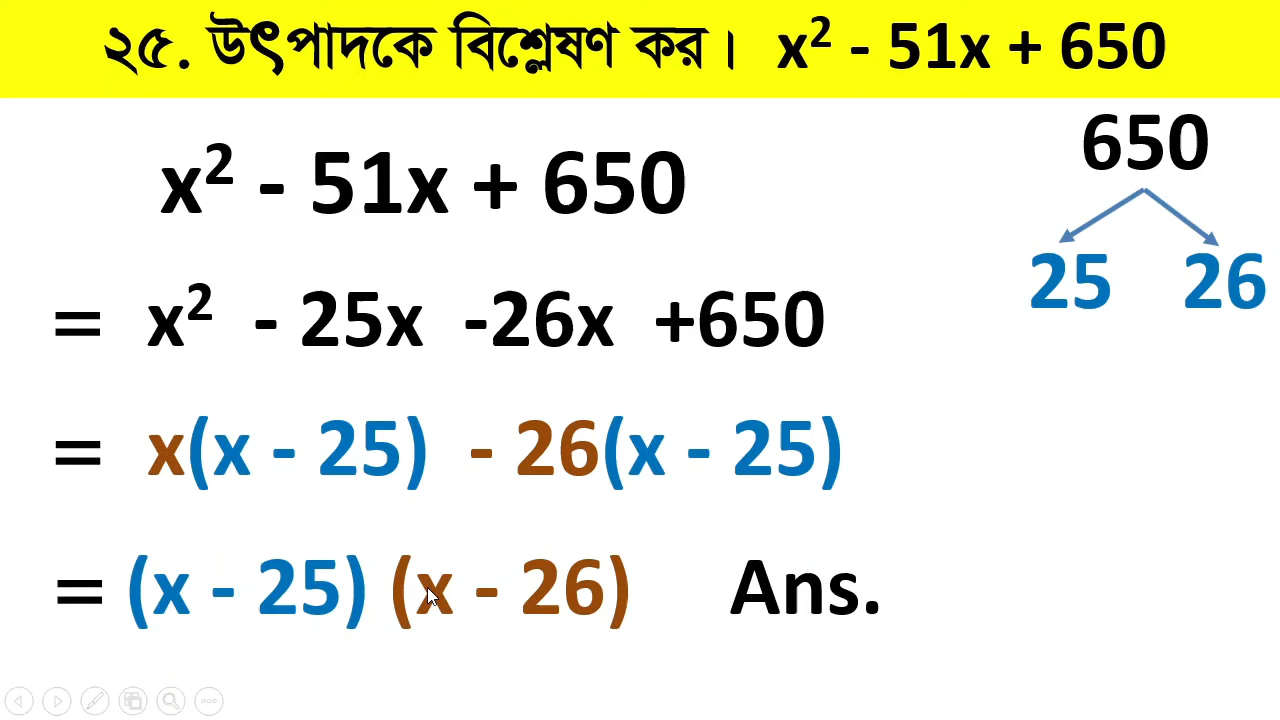 ২৫. উৎপাদকে বিশ্লেষণ কর। x² - 51x + 650
650
25 26
x² - 51x + 650
= x² - 25x -26x +650
= x(x - 25) - 26(x - 25)
= (x - 25) (x - 26) Ans.